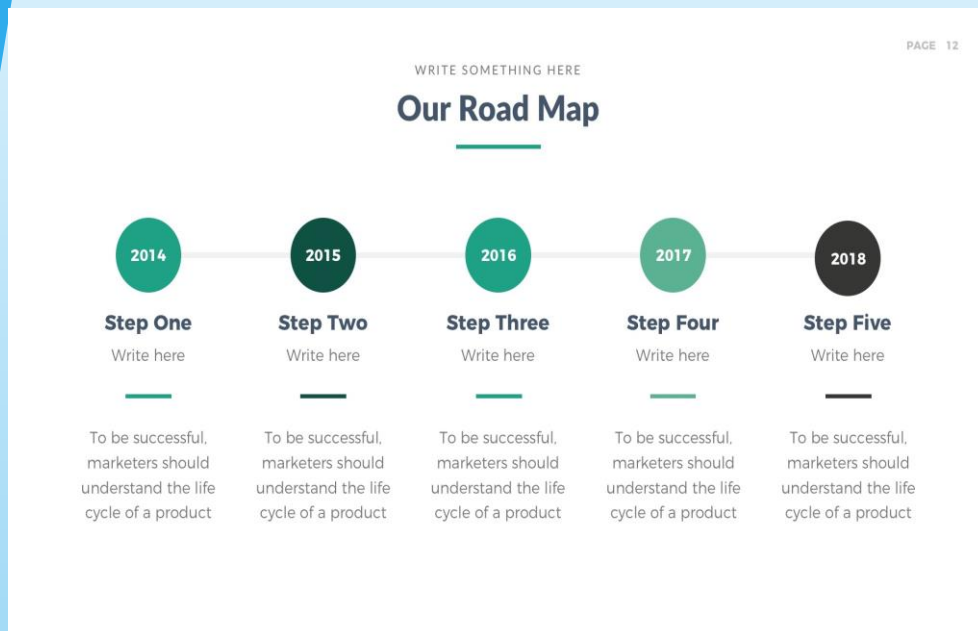 PAGE 12
WRITE SOMETHING HERE
Our Road Map
2014
2015
2016
2017
2018
Step One
Step Two
Step Three
Step Four
Step Five
Write here
Write here
Write here
Write here
Write here
To be successful,
marketers should
understand the life
cycle of a product
To be successful,
marketers should
understand the life
cycle of a product
To be successful,
marketers should
understand the life
cycle of a product
To be successful,
marketers should
understand the life
cycle of a product
To be successful,
marketers should
understand the life
cycle of a product